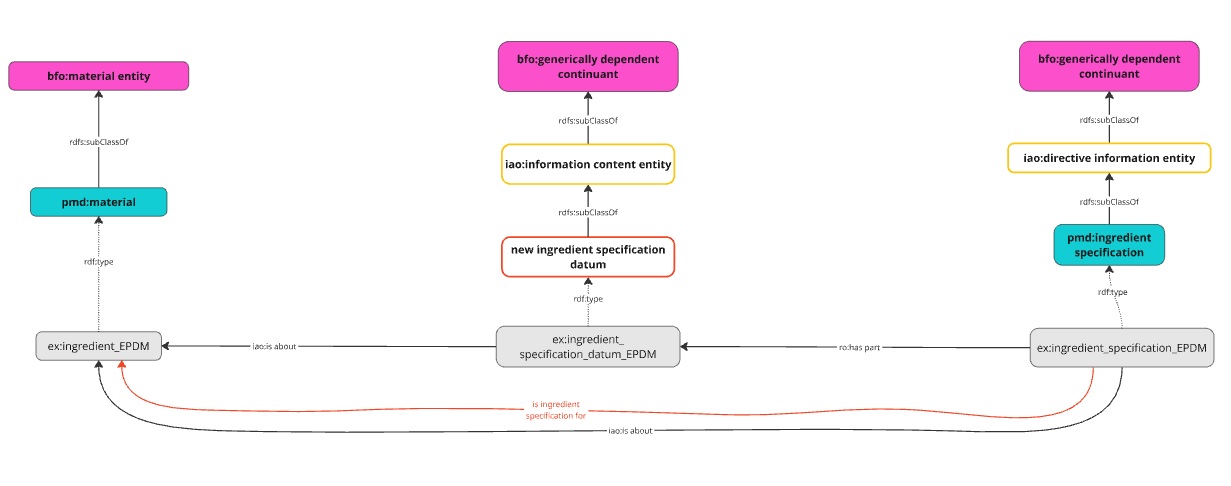 bfo:material entity
bfo:generically dependent
continuant
bfo:generically dependent
continuant
rdfs:subClassOf
rdfs:subClassOf
rdfs:subClassOf
iao:information content entity
iao:directive information entity
pmd:material
rdfs:subClassOf
rdfs:subClassOf
new ingredient specification
datum
pmd:ingredient
specification
rdf:type
rdf:type
rdf:type
ex:ingredient_EPDM
iao:is about
ex:ingredient_
specification_datum_EPDM
ro:has part
ex:ingredient_specification_EPDM
is ingredient
specification for
iao:is about